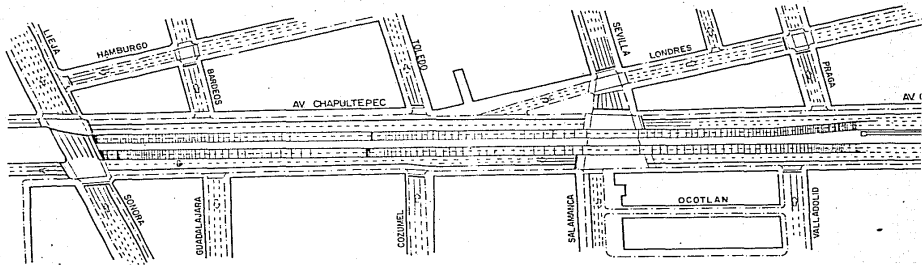 LIEJA
HAMBURGO
BARDEOS
TOLEDO
SEVILLA
LONDRES
PRAGA
AV CHAPULTEPEC
AV C
SONORA
GUADALAJARA
COZUMEL
SALAMANCA
OCOTLAN
VALLADOLID